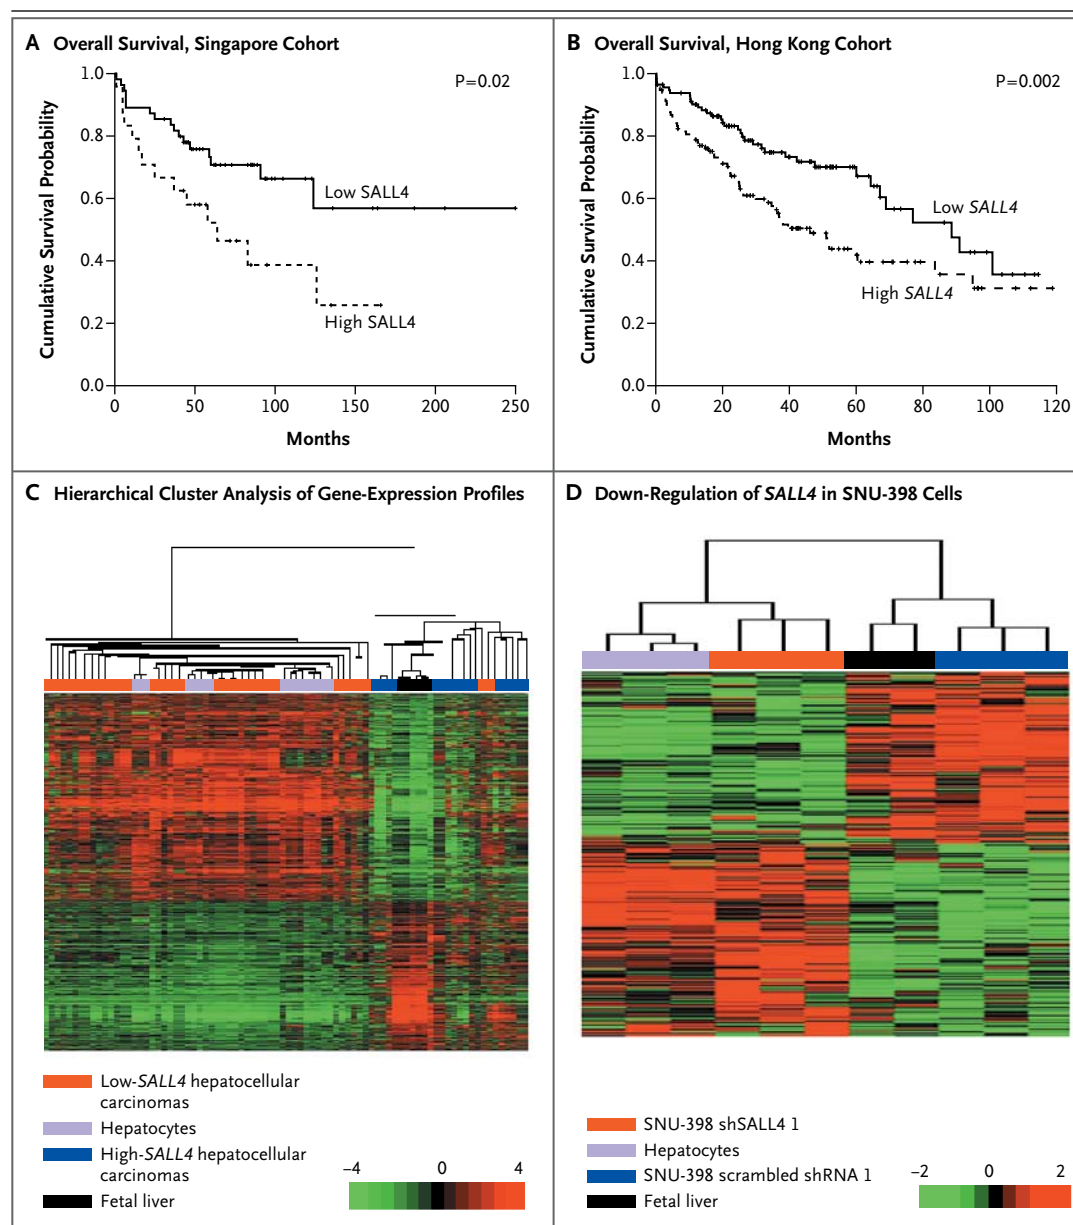 A Overall Survival, Singapore Cohort
1.0
0.8
0.6
0.4
0.2
0.0
Cumulative Survival Probability
P=0.02
Low SALL4
High SALL4
0 50 100 150 200 250
Months
B Overall Survival, Hong Kong Cohort
1.0
0.8
0.6
0.4
0.2
0.0
Cumulative Survival Probability
P=0.002
Low SALL4
High SALL4
0 20 40 60 80 100 120
Months
C Hierarchical Cluster Analysis of Gene-Expression Profiles
Low-SALL4 hepatocellular
carcinomas
Hepatocytes
High-SALL4 hepatocellular
carcinomas
Fetal liver
−4 0 4
D Down-Regulation of SALL4 in SNU-398 Cells
SNU-398 shSALL4 1
Hepatocytes
SNU-398 scrambled shRNA 1
Fetal liver
−2 0 2